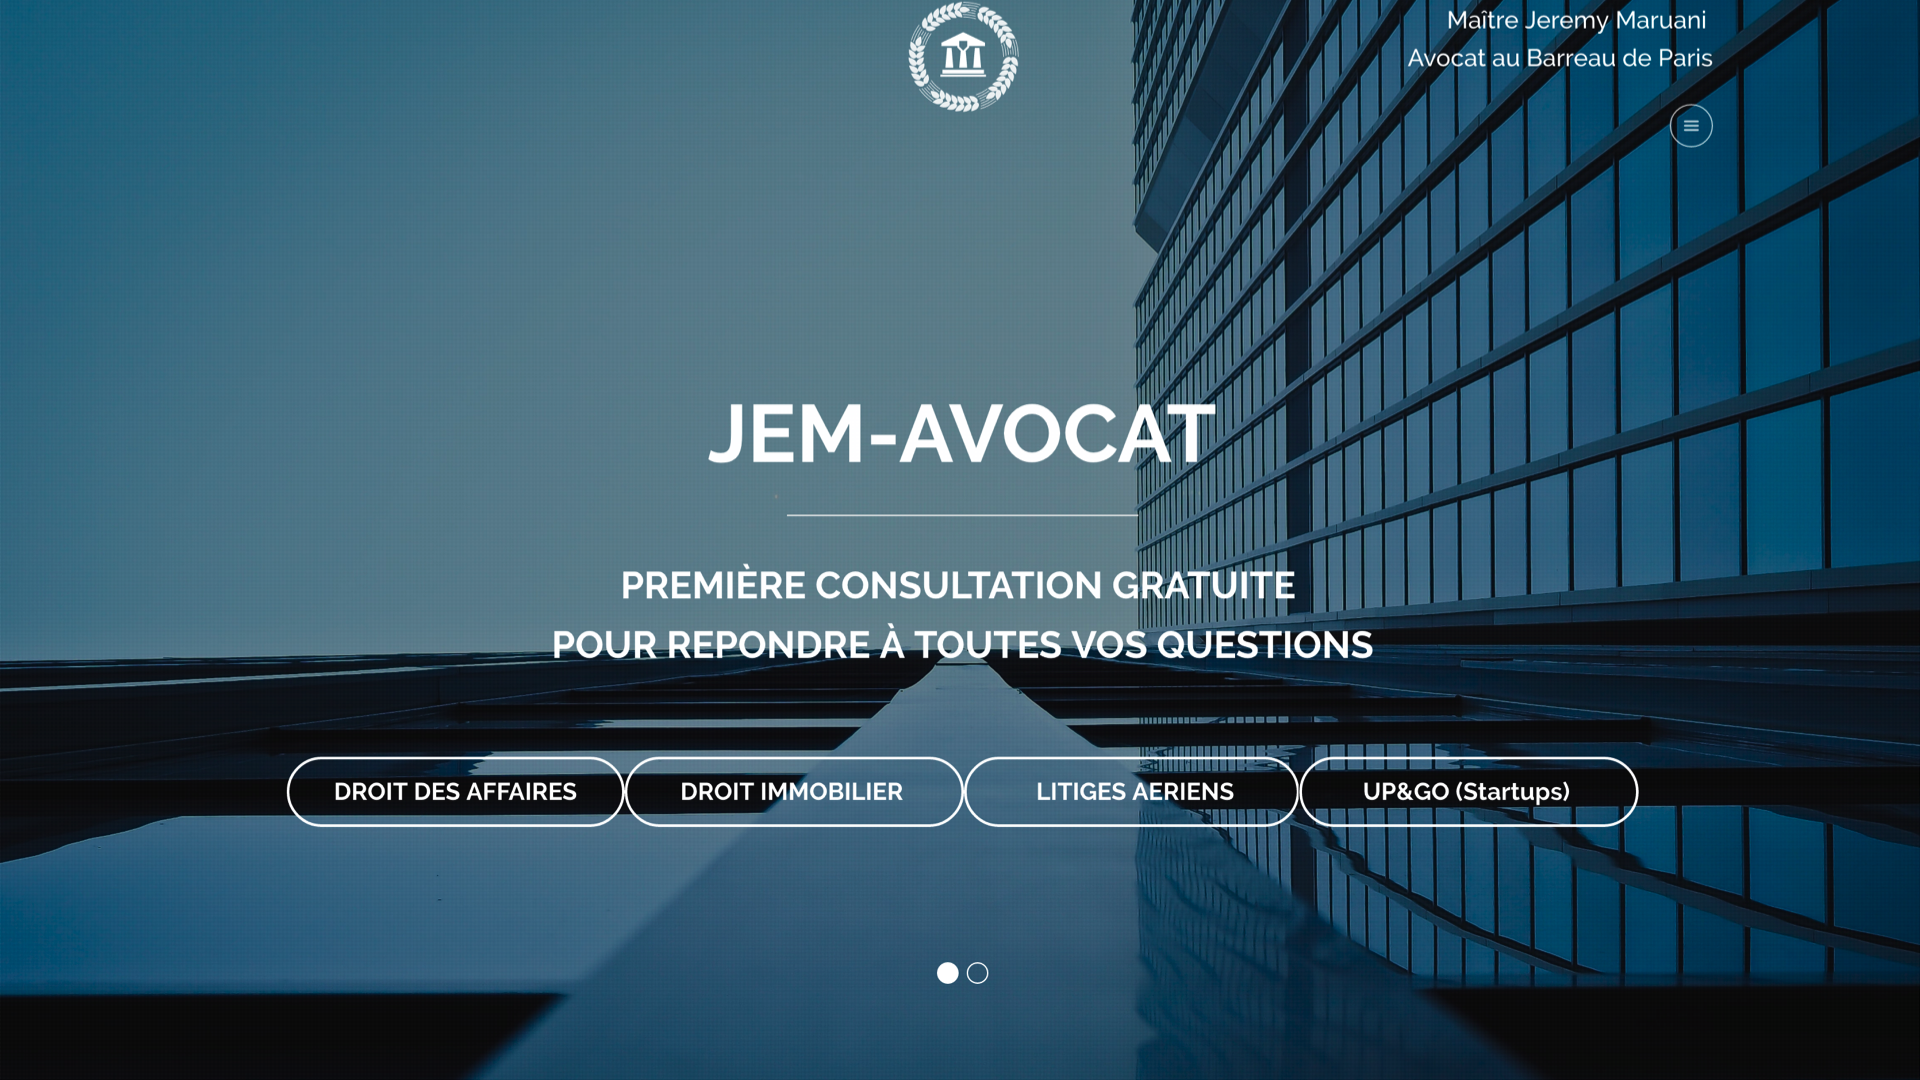 Maître Jeremy Maruani
Avocat au Barreau de Paris
JEM-AVOCAT
PREMIÈRE CONSULTATION GRATUITE
POUR REPONDRE À TOUTES VOS QUESTIONS
DROIT DES AFFAIRES
DROIT IMMOBILIER
LITIGES AERIENS
UP&GO (Startups)